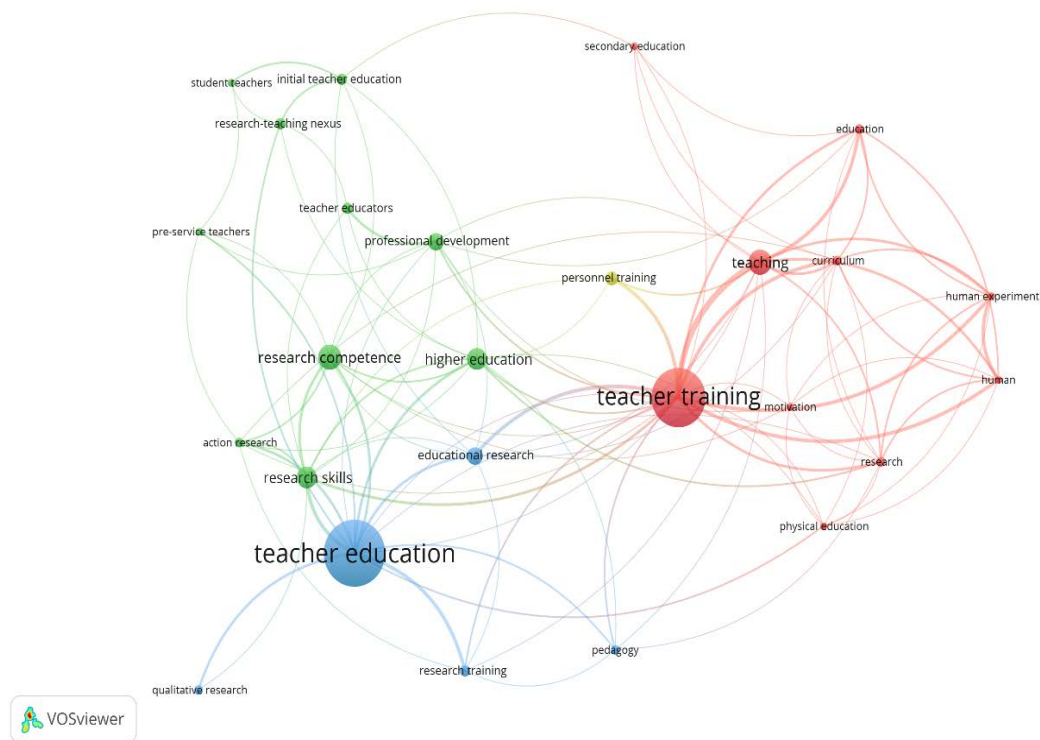 secondary education
student teachers
initial teacher education
research-teaching nexus
education
teacher educators
pre-service teachers
professional development
teaching
curriculum
personnel training
human experiment
research competence
higher education
human
teacher training
motivation
action research
educational research
research
research skills
physical education
teacher education
pedagogy
research training
qualitative research
VOSviewer